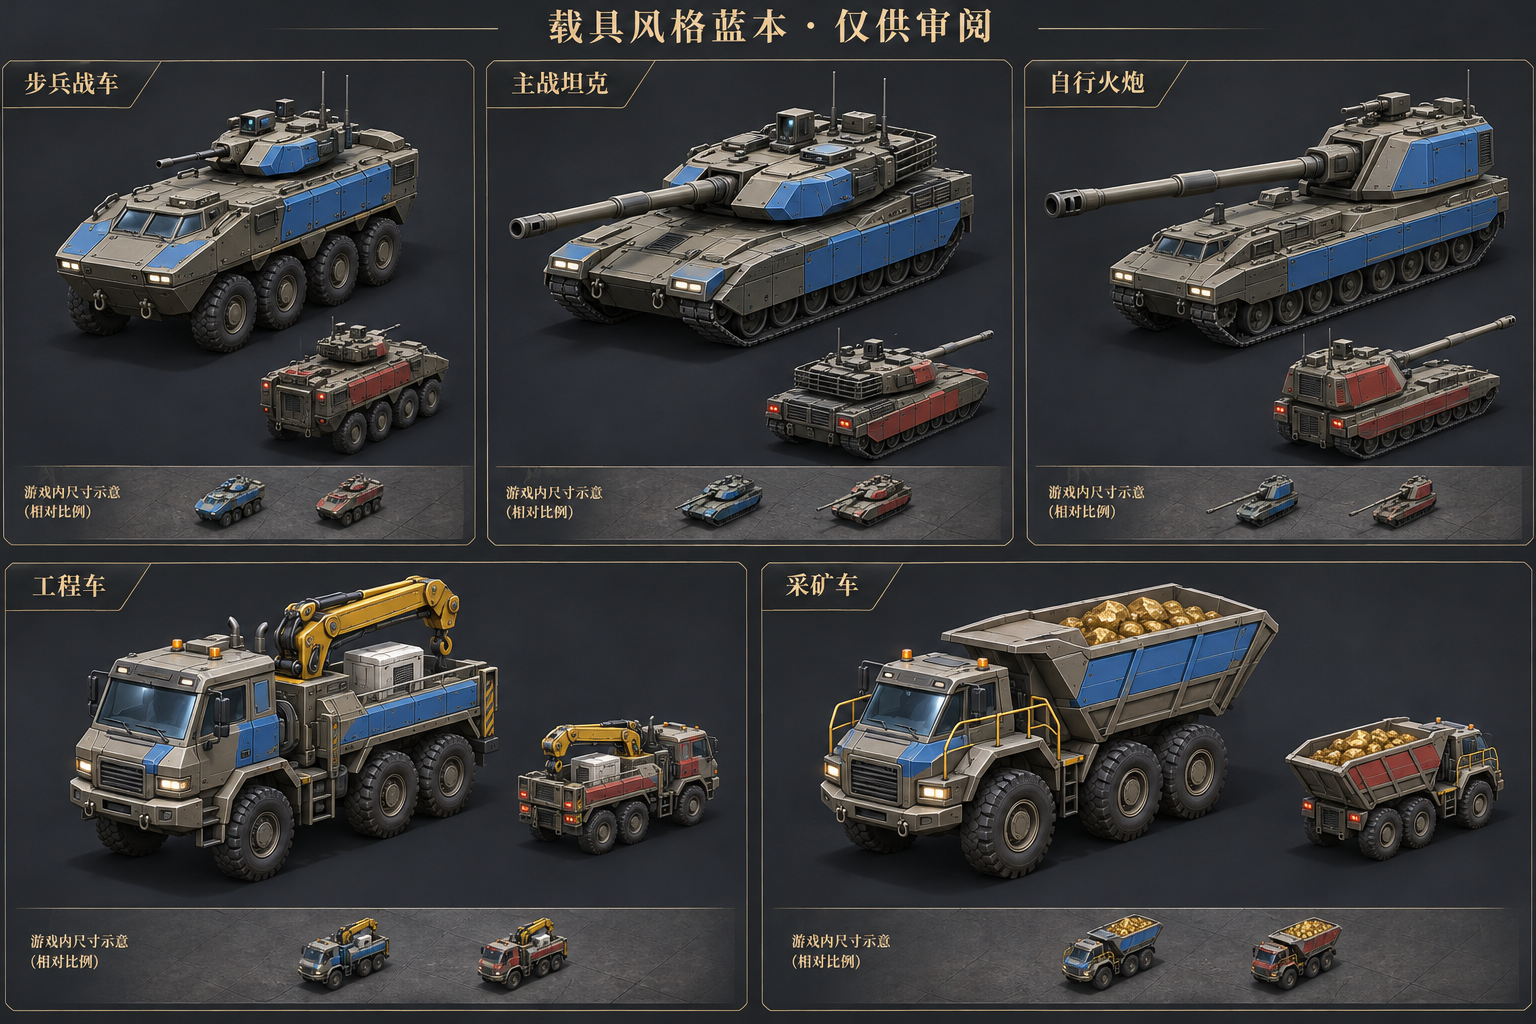 载具风格蓝本·仅供审阅
步兵战车
主战坦克
自行火炮
游戏内尺寸示意
(相对比例)
游戏内尺寸示意
(相对比例)
游戏内尺寸示意
(相对比例)
工程车
采矿车
游戏内尺寸示意
(相对比例)
游戏内尺寸示意
(相对比例)